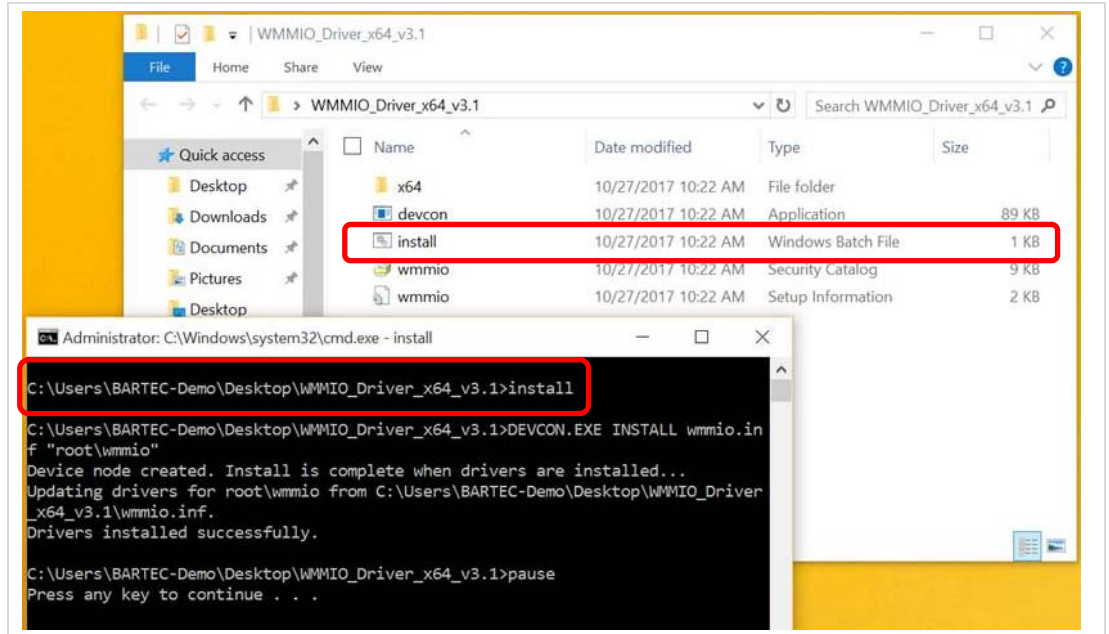 WMMIO_Driver_x64_v3.1
File Home Share View
WMMIO_Driver_x64_v3.1 Search WMMIO_Driver_x64_v3.1
Quick access
Desktop
Downloads
Documents
Pictures
Desktop
Name Date modified Type Size
x64 10/27/2017 10:22 AM File folder
devcon 10/27/2017 10:22 AM Application 89 KB
install 10/27/2017 10:22 AM Windows Batch File 1 KB
wmmio 10/27/2017 10:22 AM Security Catalog 9 KB
wmmio 10/27/2017 10:22 AM Setup Information 2 KB
Administrator: C:\Windows\system32\cmd.exe - install
C:\Users\BARTEC-Demo\Desktop\WMMIO_Driver_x64_v3.1>install
C:\Users\BARTEC-Demo\Desktop\WMMIO_Driver_x64_v3.1>DEVCON.EXE INSTALL wmmio.in
f "root\wmmio"
Device node created. Install is complete when drivers are installed...
Updating drivers for root\wmmio from C:\Users\BARTEC-Demo\Desktop\WMMIO_Driver
_x64_v3.1\wmmio.inf.
Drivers installed successfully.
C:\Users\BARTEC-Demo\Desktop\WMMIO_Driver_x64_v3.1>pause
Press any key to continue . . .